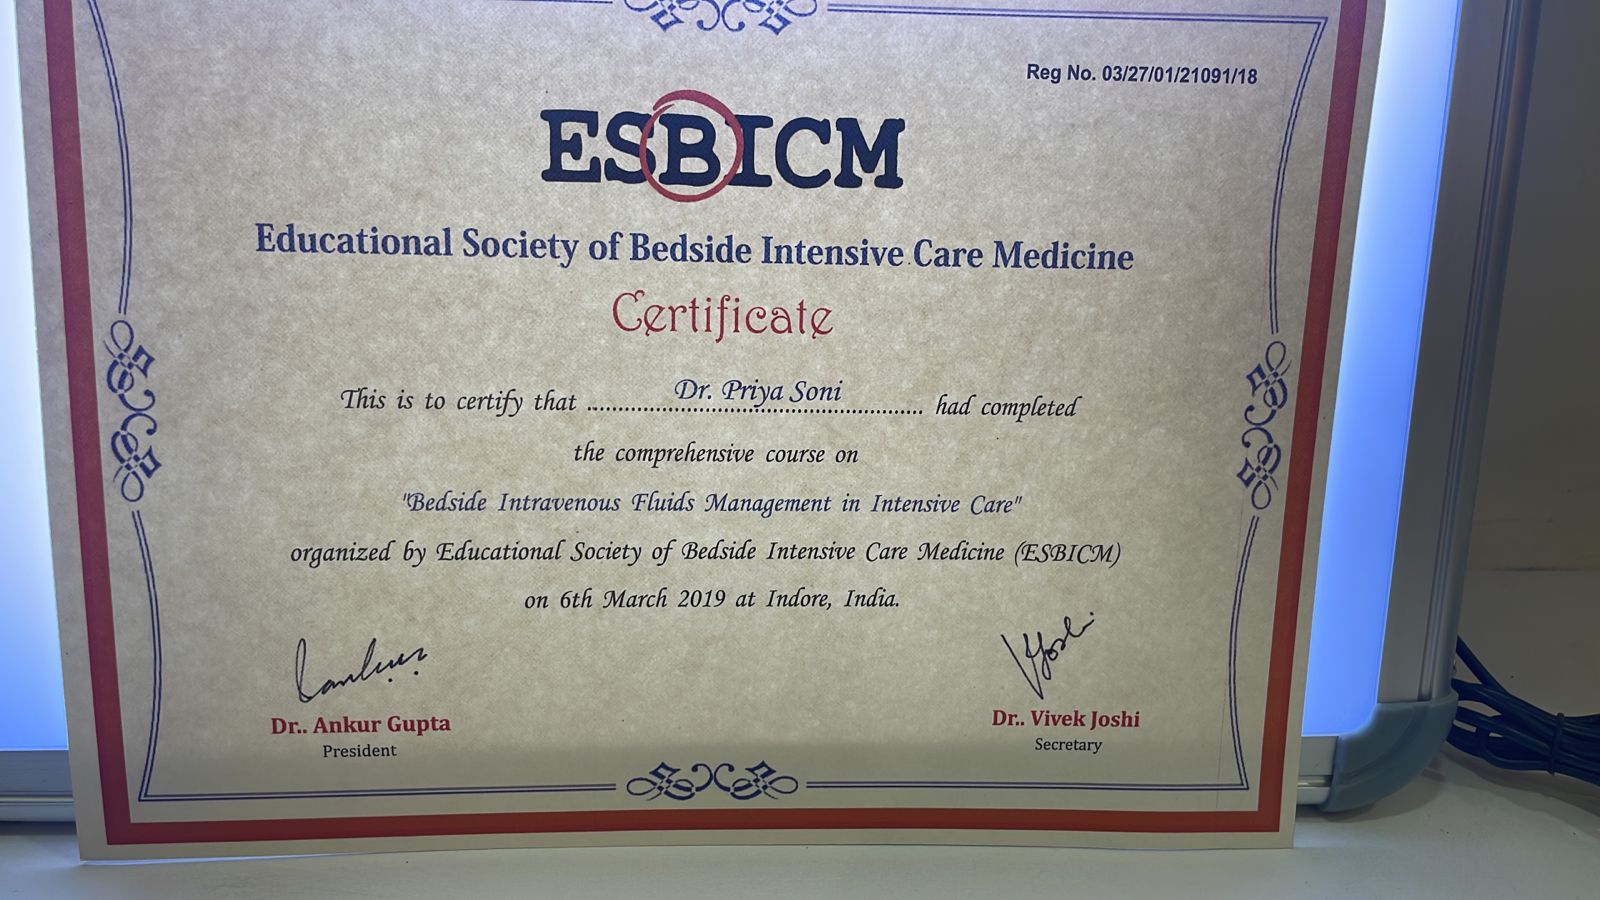 Reg No. 03/27/01/21091/18
ESBICM
Educational Society of Bedside Intensive Care Medicine
Certificate
This is to certify that ........Dr. Priya Soni........ had completed
the comprehensive course on
"Bedside Intravenous Fluids Management in Intensive Care"
organized by Educational Society of Bedside Intensive Care Medicine (ESBICM)
on 6th March 2019 at Indore, India.
VJoshi
Dr.. Ankur Gupta
Dr.. Vivek Joshi
President
Secretary